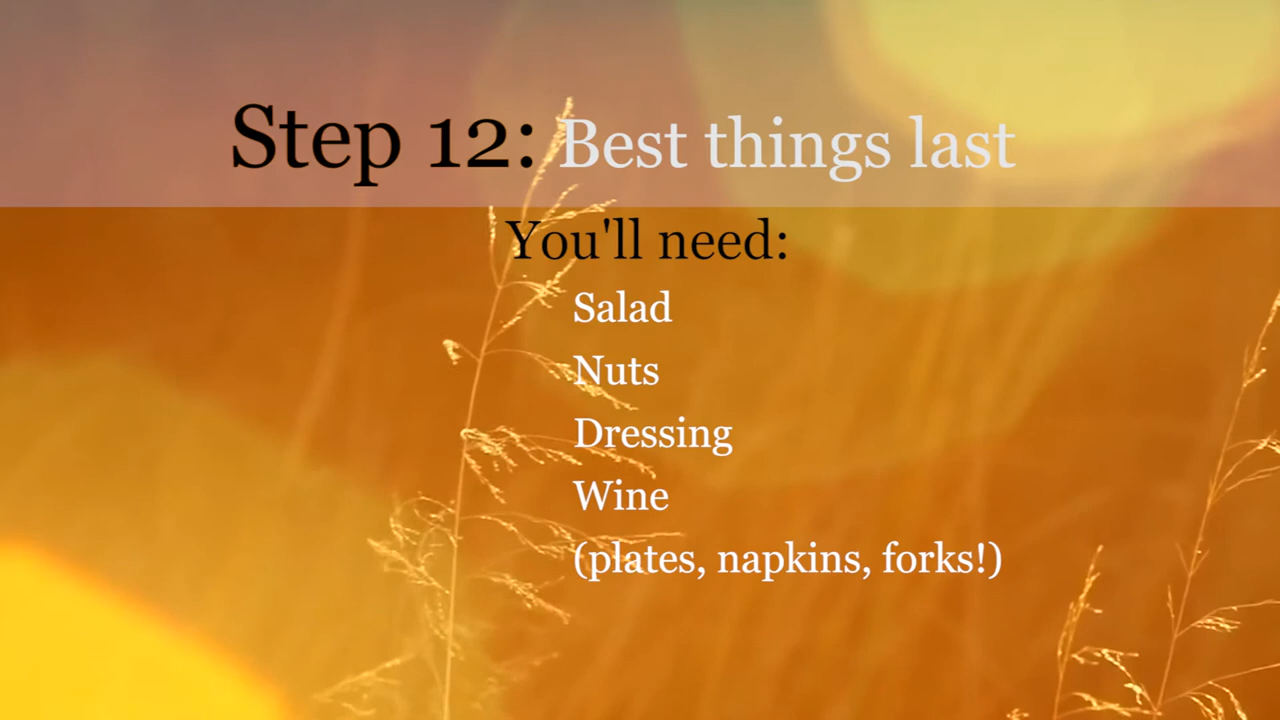 Step 12: Best things last
You'll need:
Salad
Nuts
Dressing
Wine
(plates, napkins, forks!)